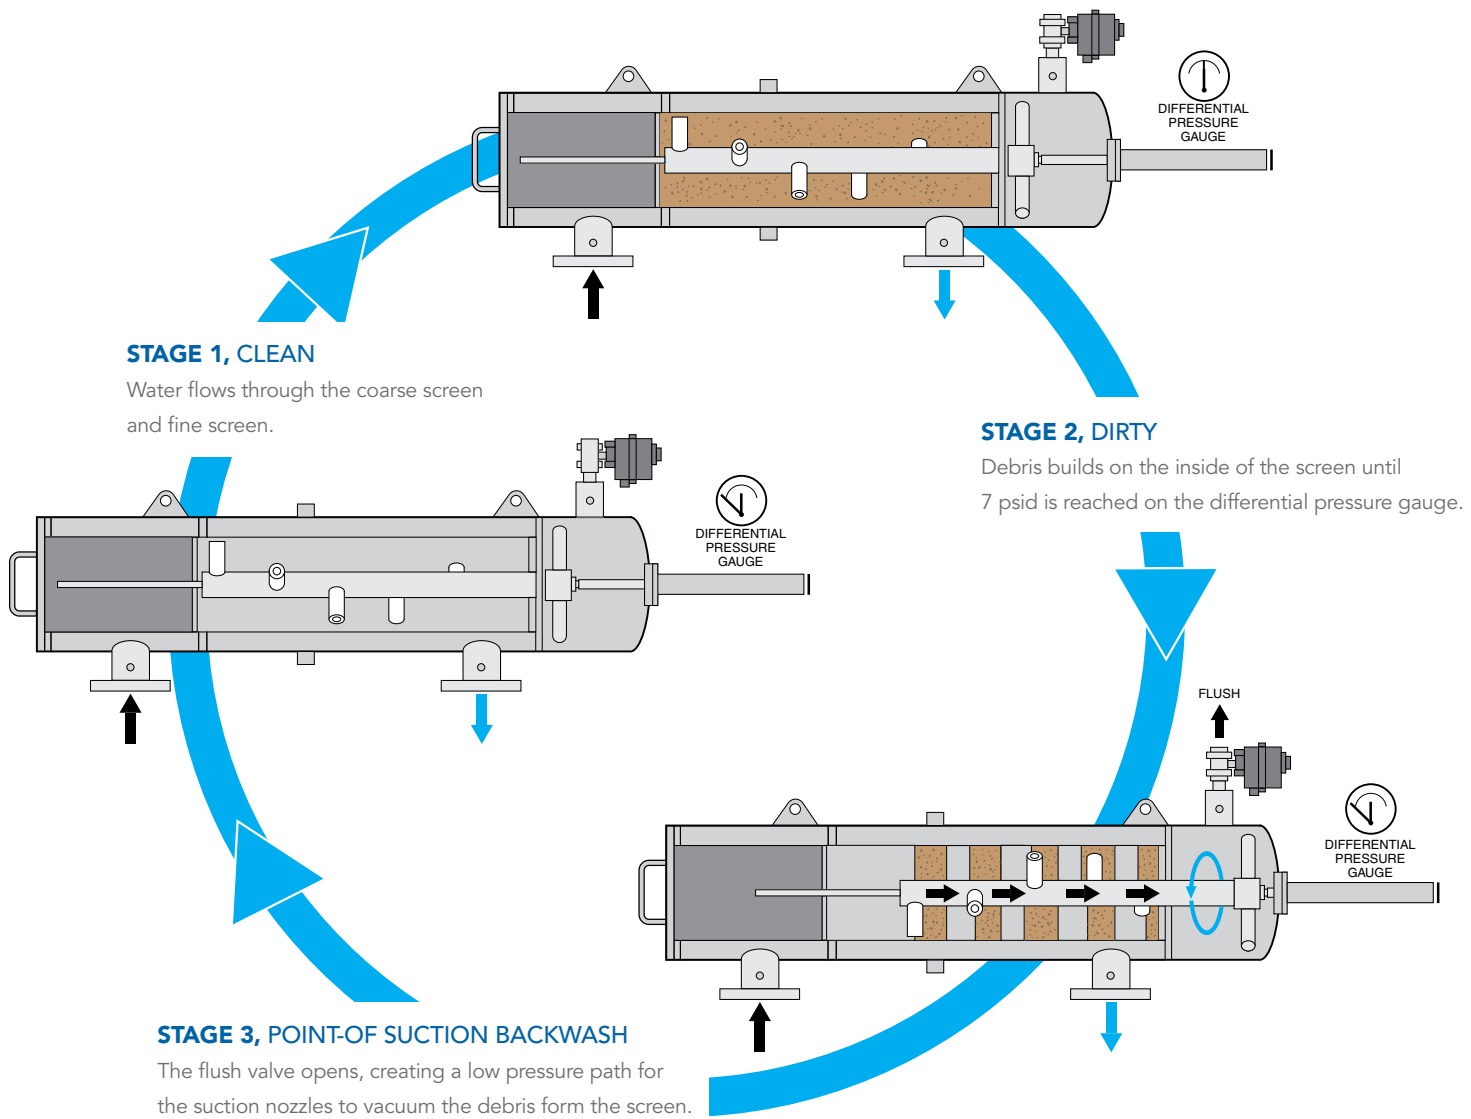 DIFFERENTIAL
PRESSURE
GAUGE
STAGE 1, CLEAN
Water flows through the coarse screen
and fine screen.
STAGE 2, DIRTY
Debris builds on the inside of the screen until
7 psid is reached on the differential pressure gauge.
DIFFERENTIAL
PRESSURE
GAUGE
FLUSH
DIFFERENTIAL
PRESSURE
GAUGE
STAGE 3, POINT-OF SUCTION BACKWASH
The flush valve opens, creating a low pressure path for
the suction nozzles to vacuum the debris form the screen.